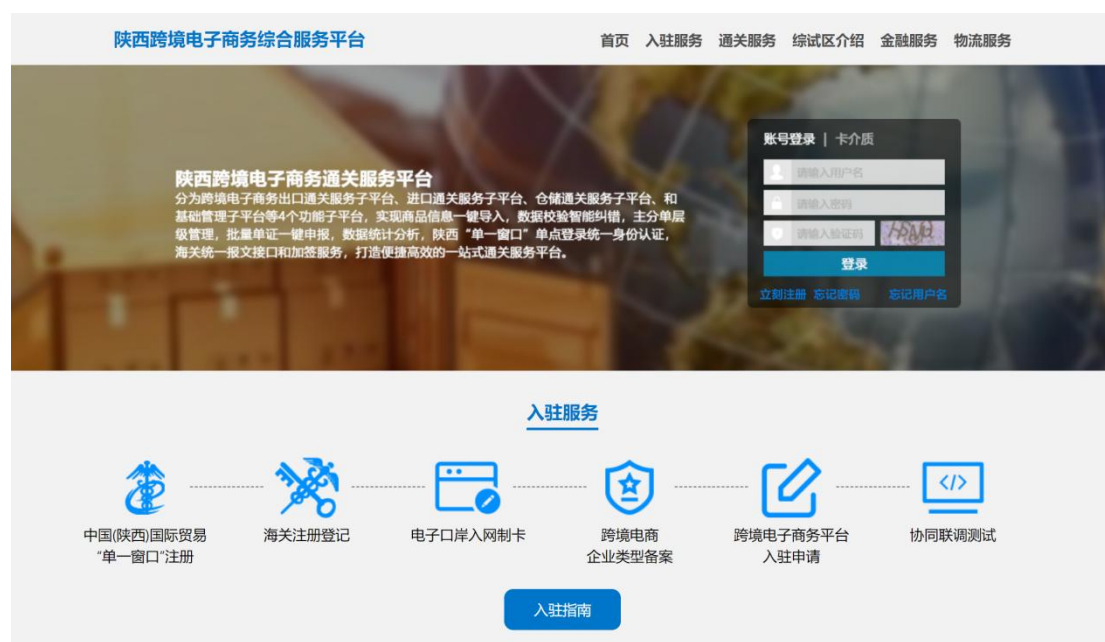 陕西跨境电子商务综合服务平台
首页 入驻服务 通关服务 综试区介绍 金融服务 物流服务
陕西跨境电子商务通关服务平台
分为跨境电子商务出口通关服务子平台、进口通关服务子平台、仓储通关服务子平台、和
基础管理子平台等4个功能子平台，实现商品信息一键导入，数据校验智能纠错，主分单层
级管理，批量单证一键申报，数据统计分析，陕西“单一窗口”单点登录统一身份认证，
海关统一报文接口和加签服务，打造便捷高效的一站式通关服务平台。
账号登录 | 卡介质
请输入用户名
请输入密码
请输入验证码
登录
立刻注册 忘记密码 忘记用户名
入驻服务
中国(陕西)国际贸易
“单一窗口”注册
海关注册登记
电子口岸入网制卡
跨境电商
企业类型备案
跨境电子商务平台
入驻申请
</>
协同联调测试
入驻指南